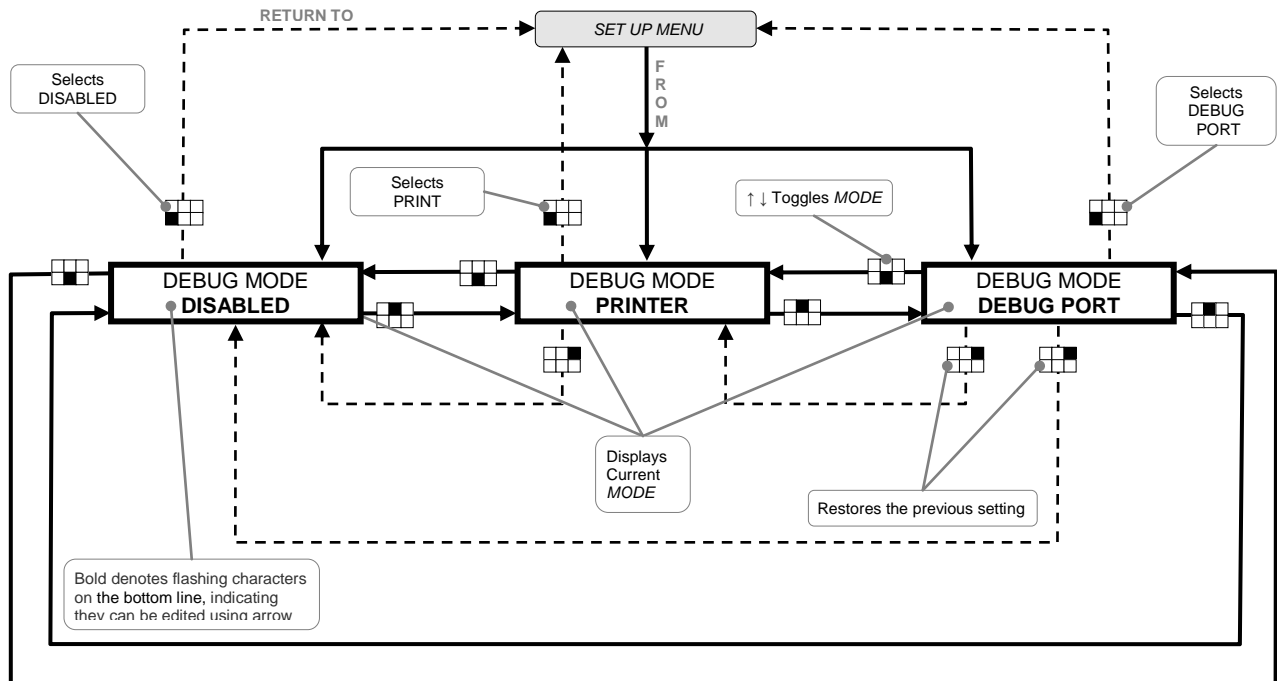 RETURN TO
SET UP MENU
F
R
O
M
Selects
DISABLED
Selects
DEBUG
PORT
Selects
PRINT
↑↓ Toggles MODE
DEBUG MODE
DISABLED
DEBUG MODE
PRINTER
DEBUG MODE
DEBUG PORT
Displays
Current
MODE
Restores the previous setting
Bold denotes flashing characters
on the bottom line, indicating
they can be edited using arrow